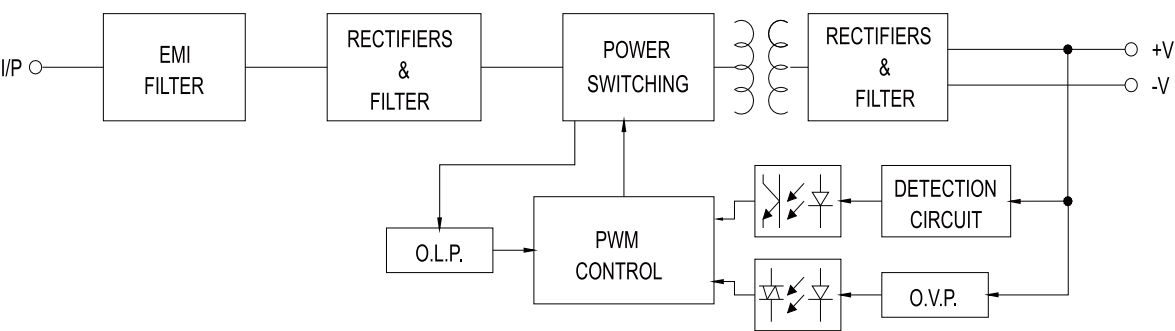 I/P
EMI
FILTER
RECTIFIERS
&
FILTER
POWER
SWITCHING
RECTIFIERS
&
FILTER
+V
-V
O.L.P.
PWM
CONTROL
DETECTION
CIRCUIT
O.V.P.